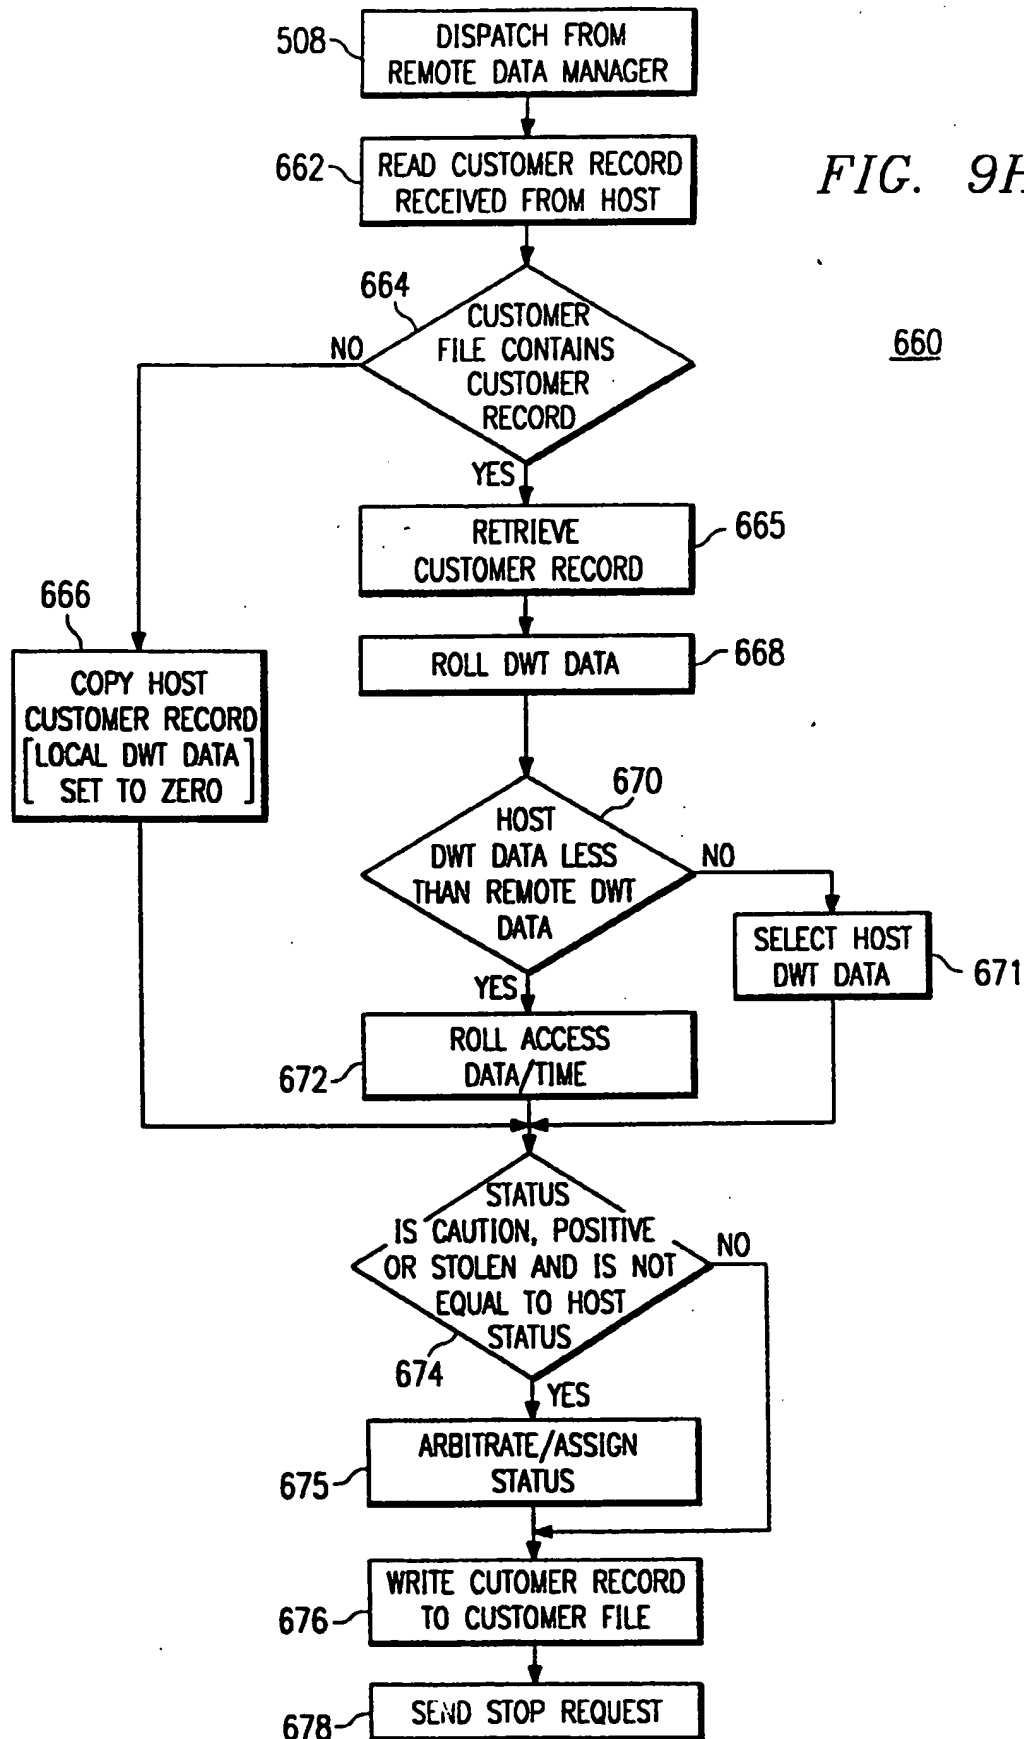 508
DISPATCH FROM
REMOTE DATA MANAGER
662
READ CUSTOMER RECORD
RECEIVED FROM HOST
FIG. 9H
664
CUSTOMER
FILE CONTAINS
CUSTOMER
RECORD
NO
660
YES
RETRIEVE
CUSTOMER RECORD
665
666
COPY HOST
CUSTOMER RECORD
[LOCAL DWT DATA
SET TO ZERO]
ROLL DWT DATA
668
670
HOST
DWT DATA LESS
THAN REMOTE DWT
DATA
NO
SELECT HOST
DWT DATA
671
YES
ROLL ACCESS
DATA/TIME
672
STATUS
IS CAUTION, POSITIVE
OR STOLEN AND IS NOT
EQUAL TO HOST
STATUS
NO
674
YES
ARBITRATE/ASSIGN
STATUS
675
WRITE CUTOMER RECORD
TO CUSTOMER FILE
676
SEND STOP REQUEST
678